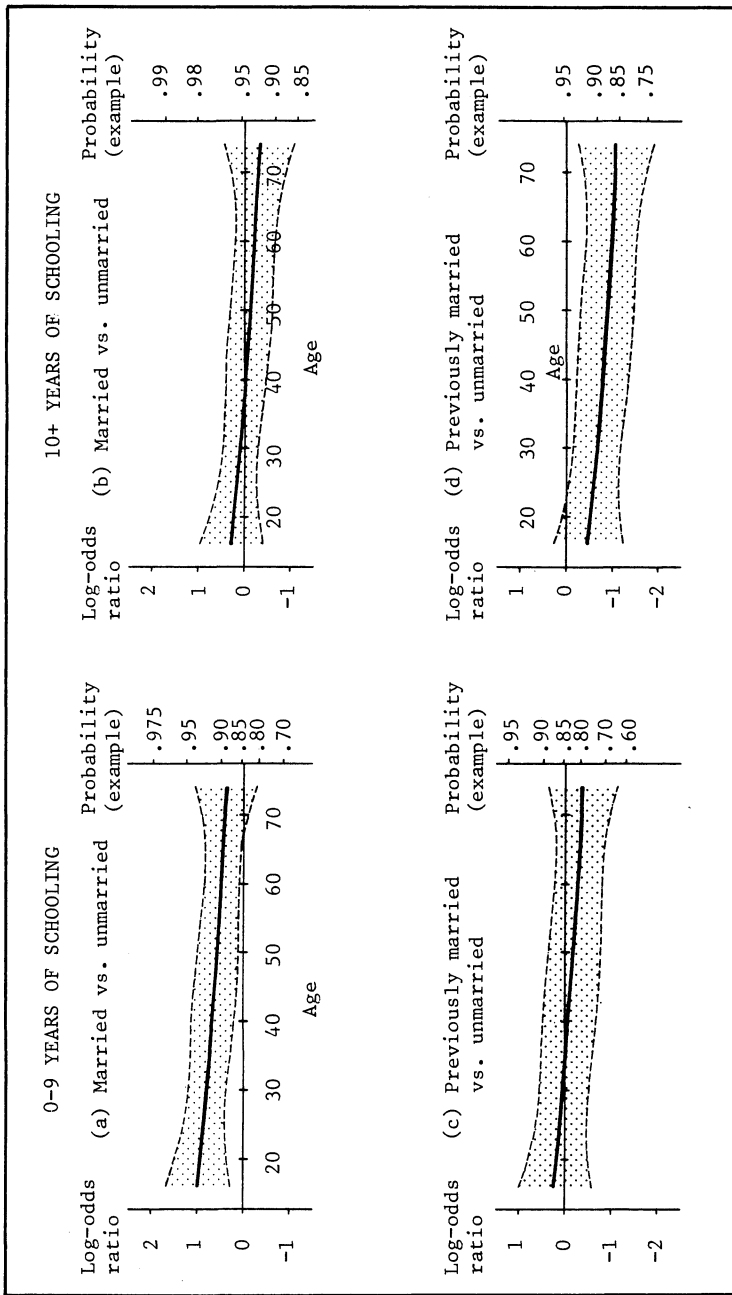 0-9 YEARS OF SCHOOLING
Log-odds ratio
(a) Married vs. unmarried
Probability (example)
2
1
0
-1
.975
.95
.90
.85
.80
.70
20 30 40 50 60 70
Age
Log-odds ratio
(c) Previously married
vs. unmarried
Probability (example)
1
0
-1
-2
.95
.90
.85
.80
.70
.60
10+ YEARS OF SCHOOLING
Log-odds ratio
(b) Married vs. unmarried
Probability (example)
2
1
0
-1
.99
.98
.95
.90
.85
20 30 40 50 60 70
Age
Log-odds ratio
(d) Previously married
vs. unmarried
Probability (example)
1
0
-1
-2
.95
.90
.85
.75
20 30 40 50 60 70
Age